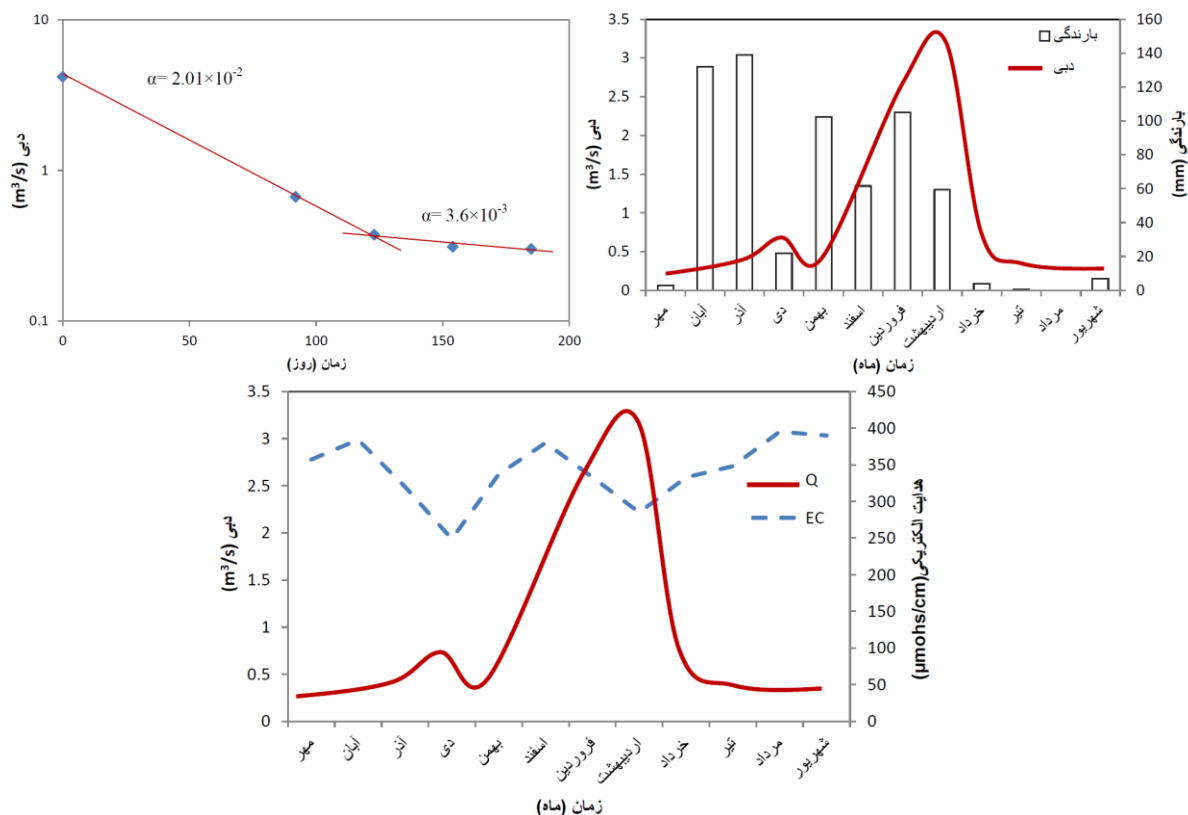 10
1
0.1
دبی (m³/s)
α= 2.01×10⁻²
α= 3.6×10⁻³
0 50 100 150 200
زمان (روز)
3.5
3
2.5
2
1.5
1
0.5
0
دبی (m³/s)
بارندگی
دبی
160
140
120
100
80
60
40
20
0
بارندگی (mm)
مهر
آبان
آذر
دی
بهمن
اسفند
فروردین
اردیبهشت
خرداد
تیر
مرداد
شهریور
زمان (ماه)
3.5
3
2.5
2
1.5
1
0.5
0
دبی (m³/s)
Q
EC
450
400
350
300
250
200
150
100
50
0
هدایت الکتریکی(µmohs/cm)
مهر
آبان
آذر
دی
بهمن
اسفند
فروردین
اردیبهشت
خرداد
تیر
مرداد
شهریور
زمان (ماه)